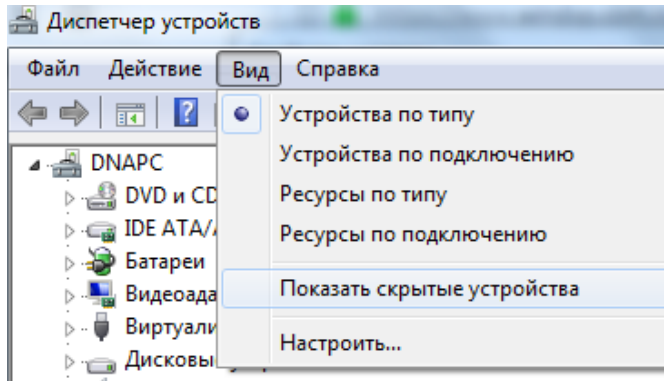 Диспетчер устройств
Файл Действие Вид Справка
Устройства по типу
Устройства по подключению
Ресурсы по типу
Ресурсы по подключению
Показать скрытые устройства
Настроить...
DNAPC
DVD и CD
IDE ATA/
Батареи
Видеоада
Виртуали
Дисковы